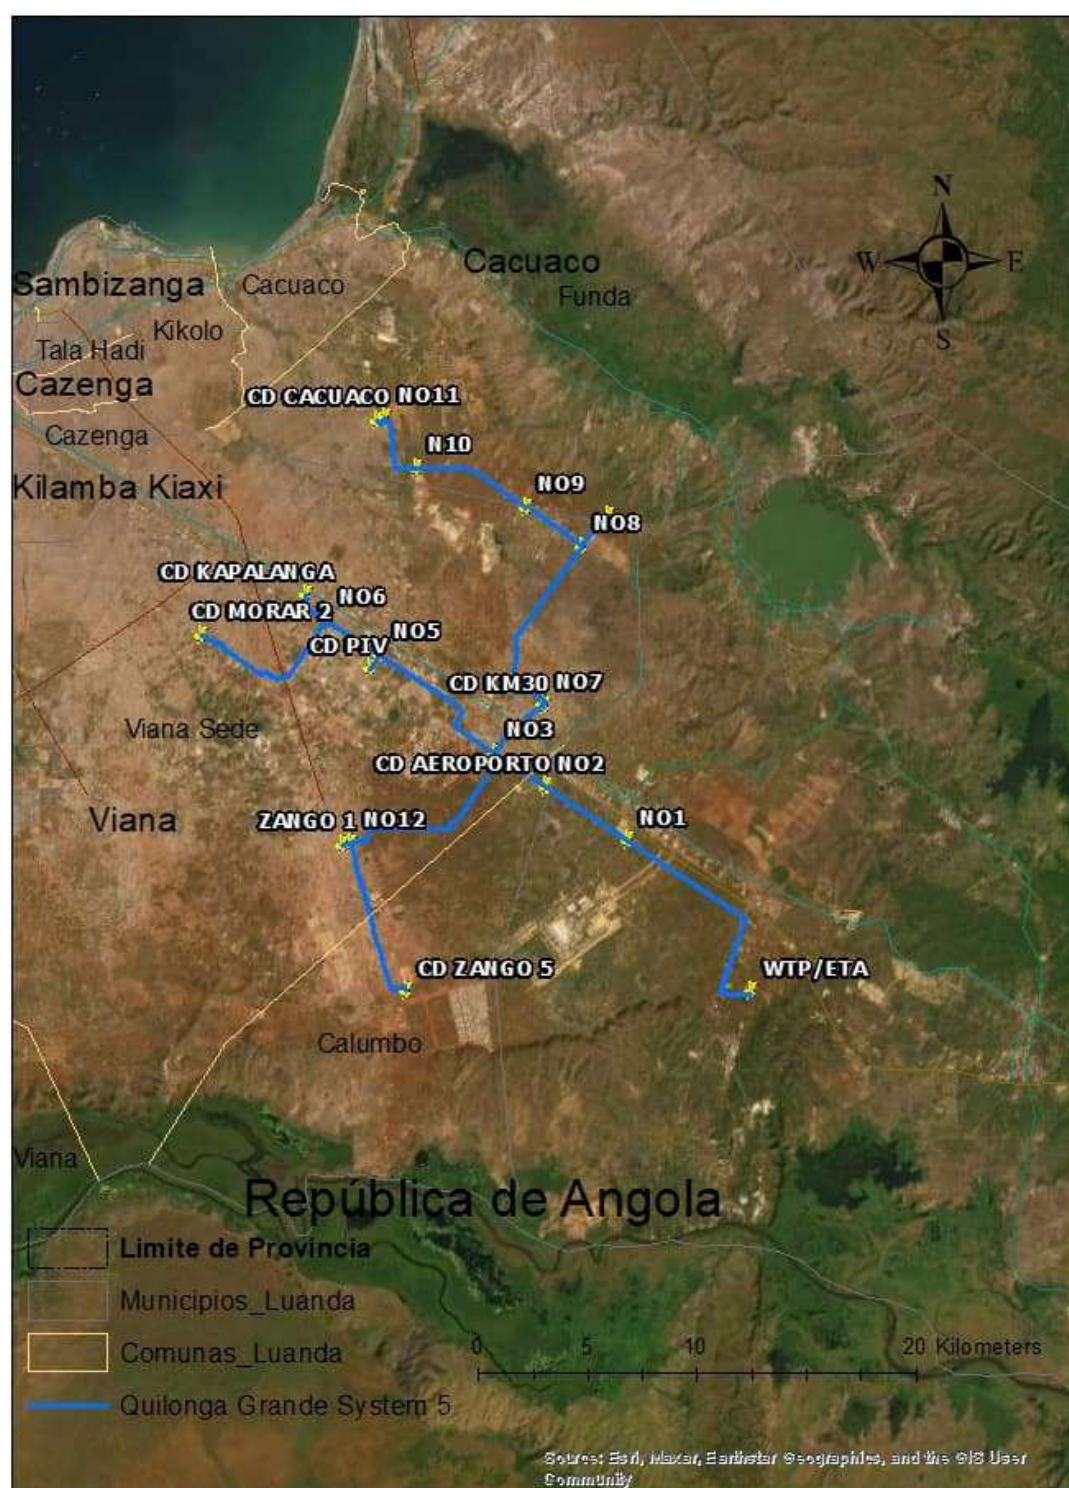 N
W E
S
Cacuaco
Funda
Sambizanga
Cacuaco
Kikolo
Tala Hadi
Cazenga
CD CACUACO NO11
Cazenga
N10
Kilamba Kiaxi
NO9
NO8
CD KAPALANGA
NO6
CD MORAR 2
NO5
CD PIV
CD KM30 NO7
Viana Sede
NO3
CD AEROPORTO NO2
Viana
ZANGO 1 NO12
NO1
CD ZANGO 5
WTP/ETA
Calumbo
Viana
República de Angola
Limite de Provincia
Municipios_Luanda
Comunas_Luanda
Quilonga Grande System 5
0 5 10 20 Kilometers
Source: Esri, Maxar, Earthstar Geographics, and the GIS User
Community